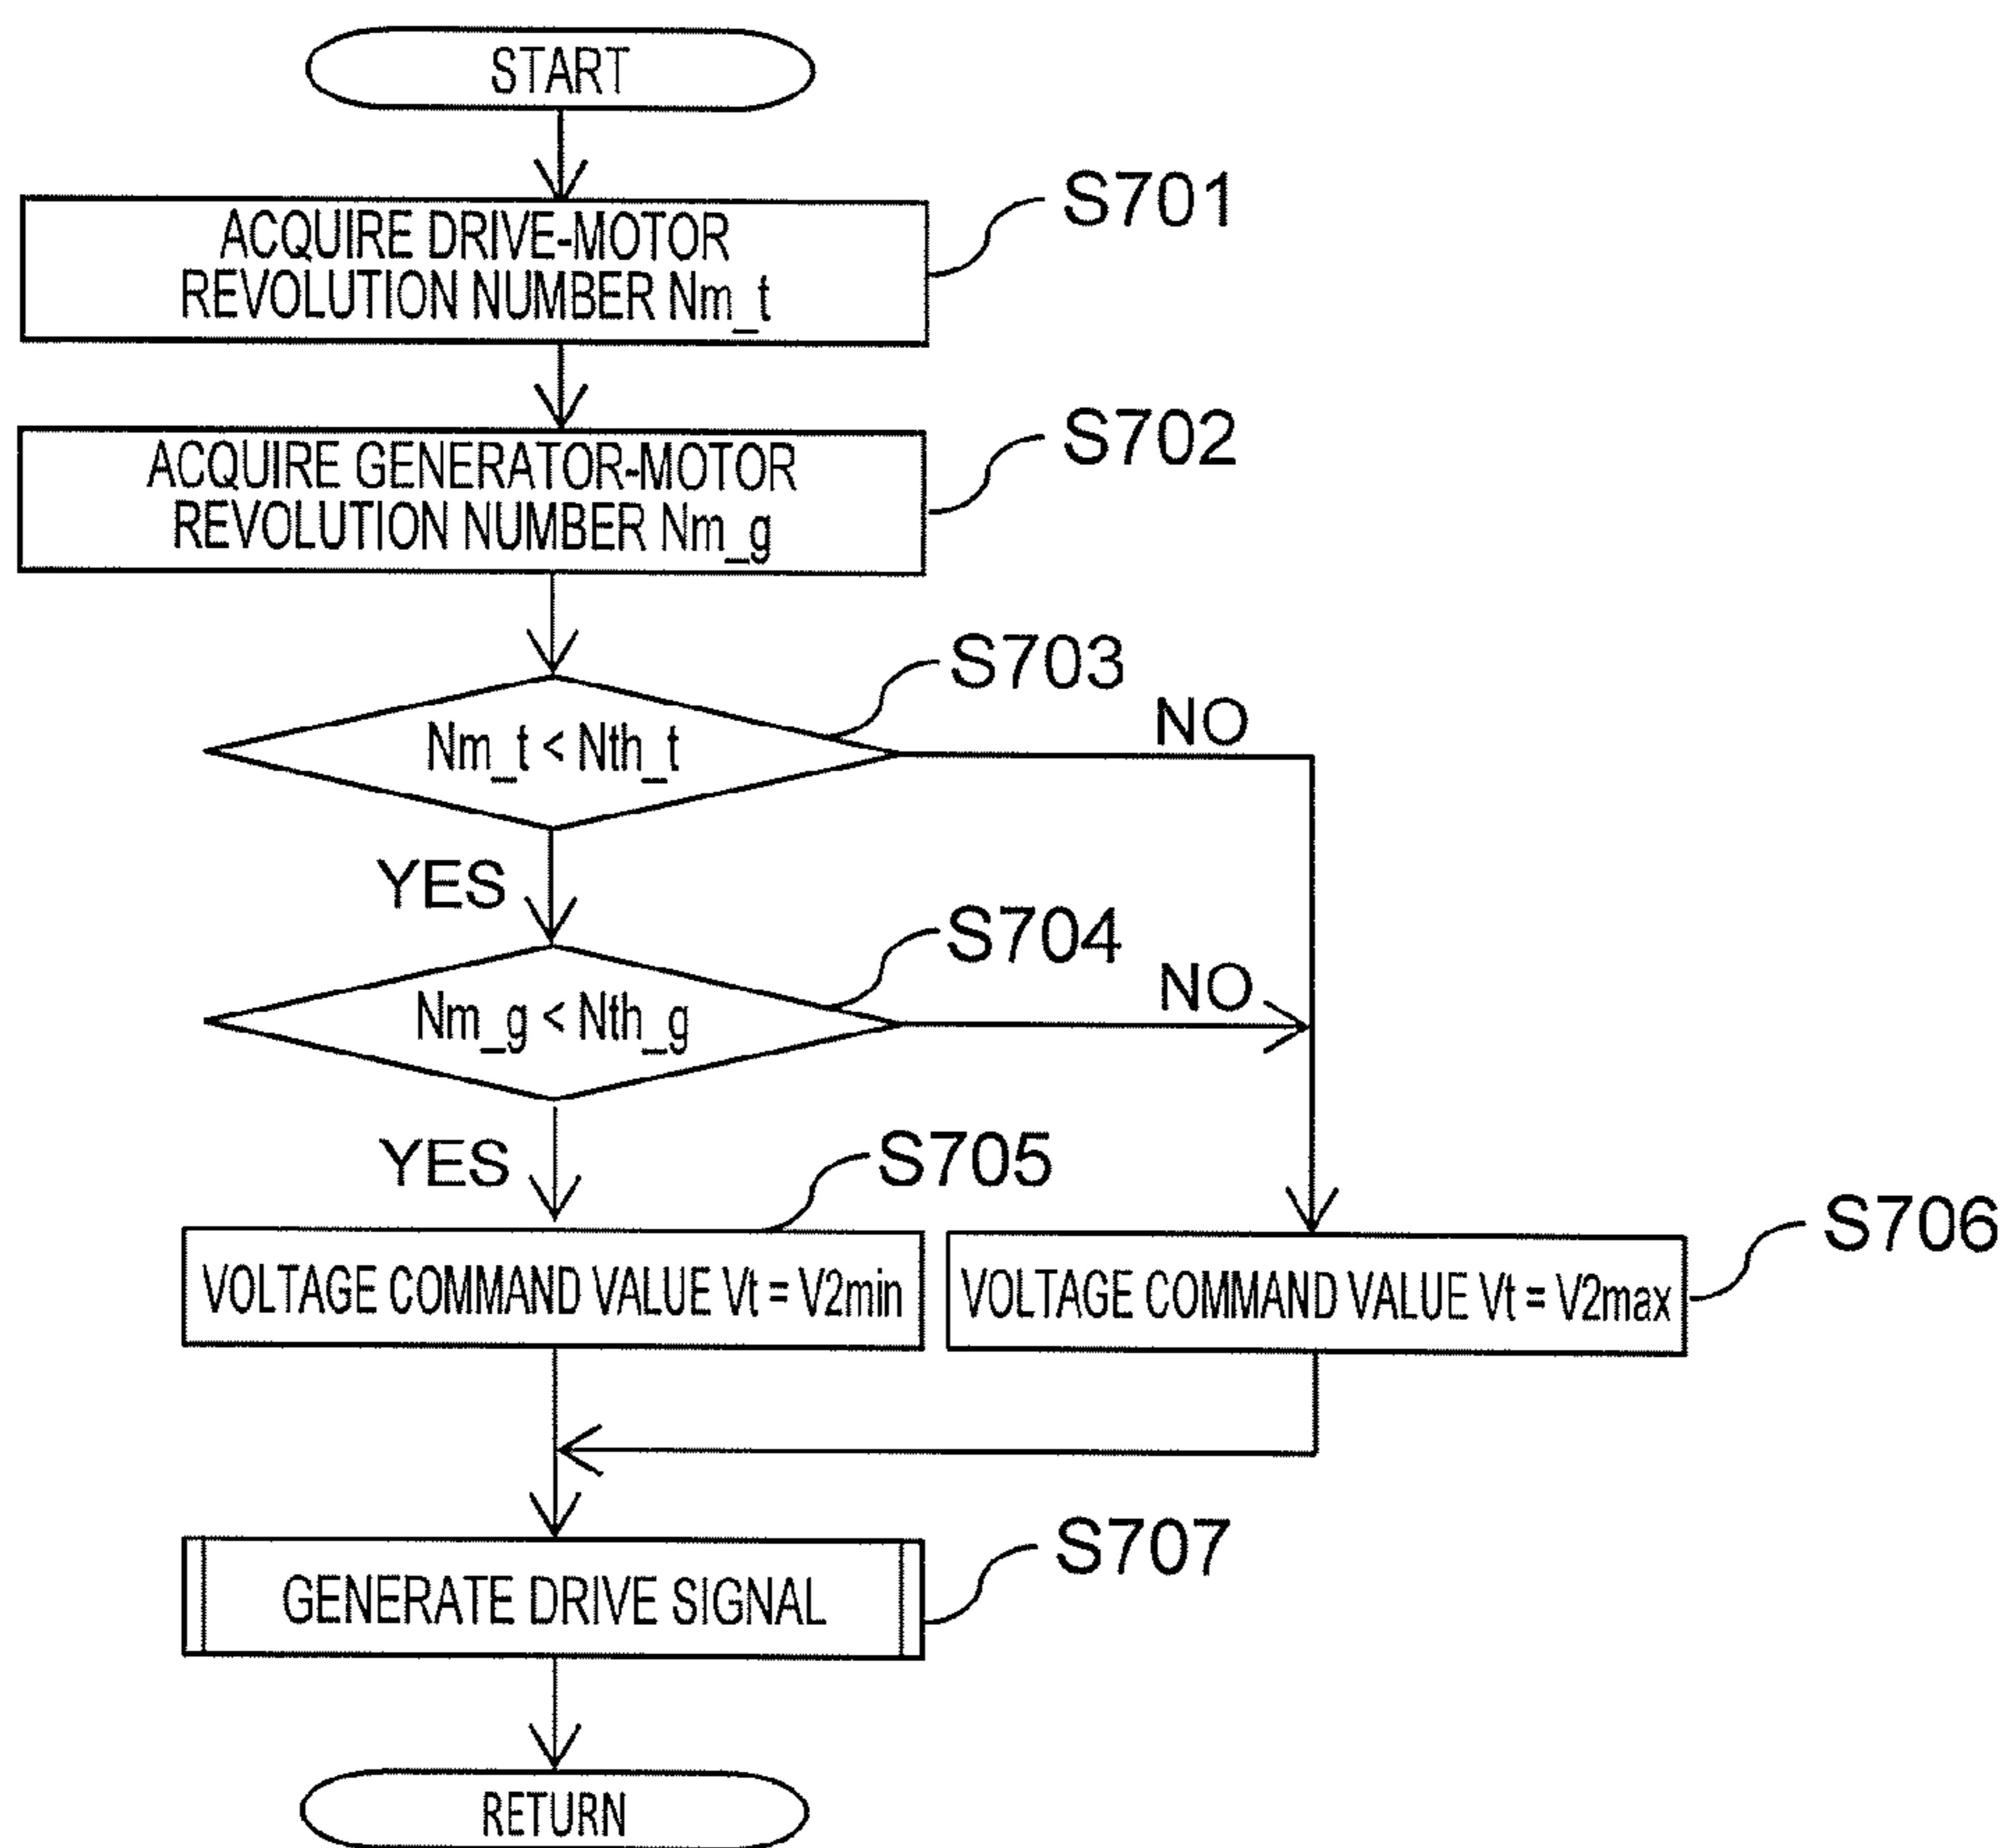 START
S701
ACQUIRE DRIVE-MOTOR
REVOLUTION NUMBER Nm_t
S702
ACQUIRE GENERATOR-MOTOR
REVOLUTION NUMBER Nm_g
S703
Nm_t < Nth_t
NO
YES
S704
Nm_g < Nth_g
NO
YES
S705
VOLTAGE COMMAND VALUE Vt = V2min
S706
VOLTAGE COMMAND VALUE Vt = V2max
S707
GENERATE DRIVE SIGNAL
RETURN